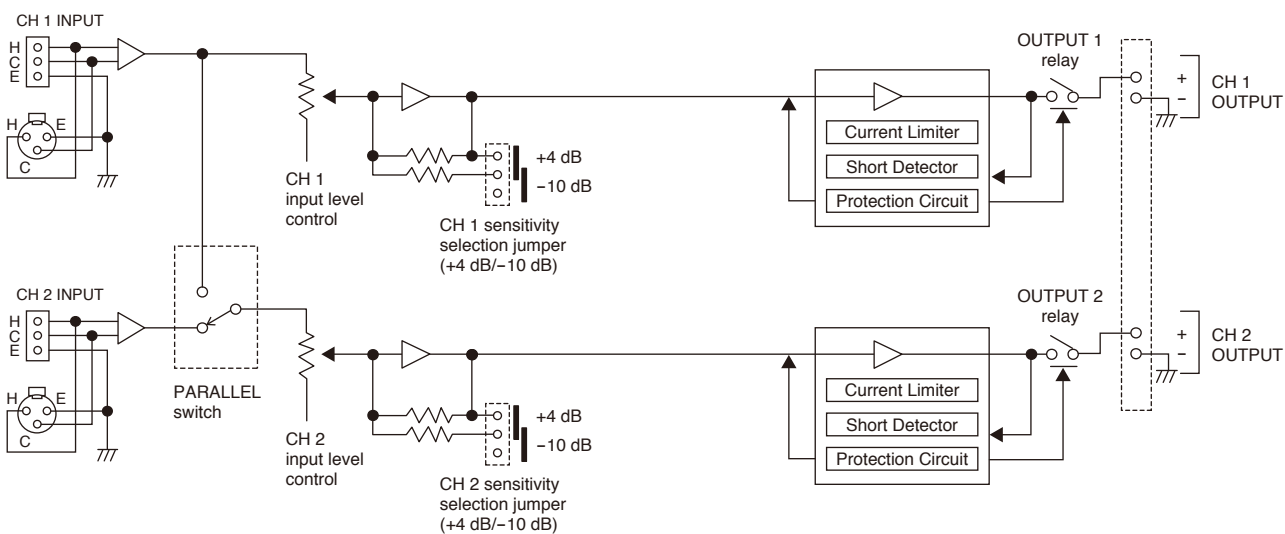 CH 1 INPUT
H
C
E
H
E
C
CH 1
input level
control
+4 dB
−10 dB
CH 1 sensitivity
selection jumper
(+4 dB/−10 dB)
Current Limiter
Short Detector
Protection Circuit
OUTPUT 1
relay
+
−
CH 1
OUTPUT
CH 2 INPUT
H
C
E
H
E
C
PARALLEL
switch
CH 2
input level
control
+4 dB
−10 dB
CH 2 sensitivity
selection jumper
(+4 dB/−10 dB)
Current Limiter
Short Detector
Protection Circuit
OUTPUT 2
relay
+
−
CH 2
OUTPUT